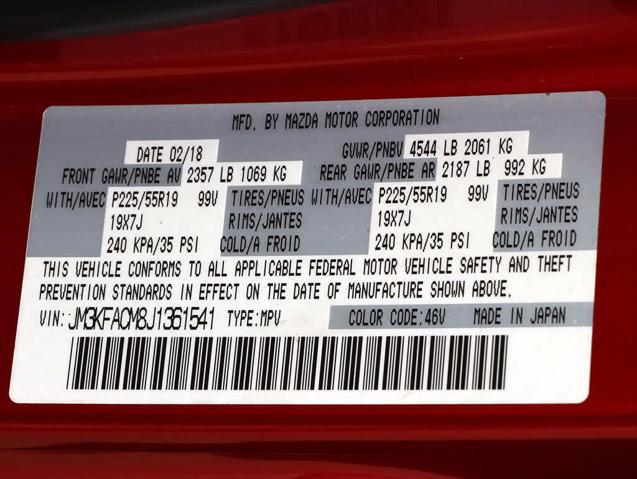 MFD. BY MAZDA MOTOR CORPORATION
DATE 02/18 GVWR/PNBV 4544 LB 2061 KG
FRONT GAWR/PNBE AV 2357 LB 1069 KG REAR GAWR/PNBE AR 2187 LB 992 KG
WITH/AVEC P225/55R19 99V TIRES/PNEUS WITH/AVEC P225/55R19 99V TIRES/PNEUS
19X7J RIMS/JANTES 19X7J RIMS/JANTES
240 KPA/35 PSI COLD/A FROID 240 KPA/35 PSI COLD/A FROID
THIS VEHICLE CONFORMS TO ALL APPLICABLE FEDERAL MOTOR VEHICLE SAFETY AND THEFT
PREVENTION STANDARDS IN EFFECT ON THE DATE OF MANUFACTURE SHOWN ABOVE.
VIN: JM3KFACM8J1361541 TYPE:MPV COLOR CODE:46V MADE IN JAPAN